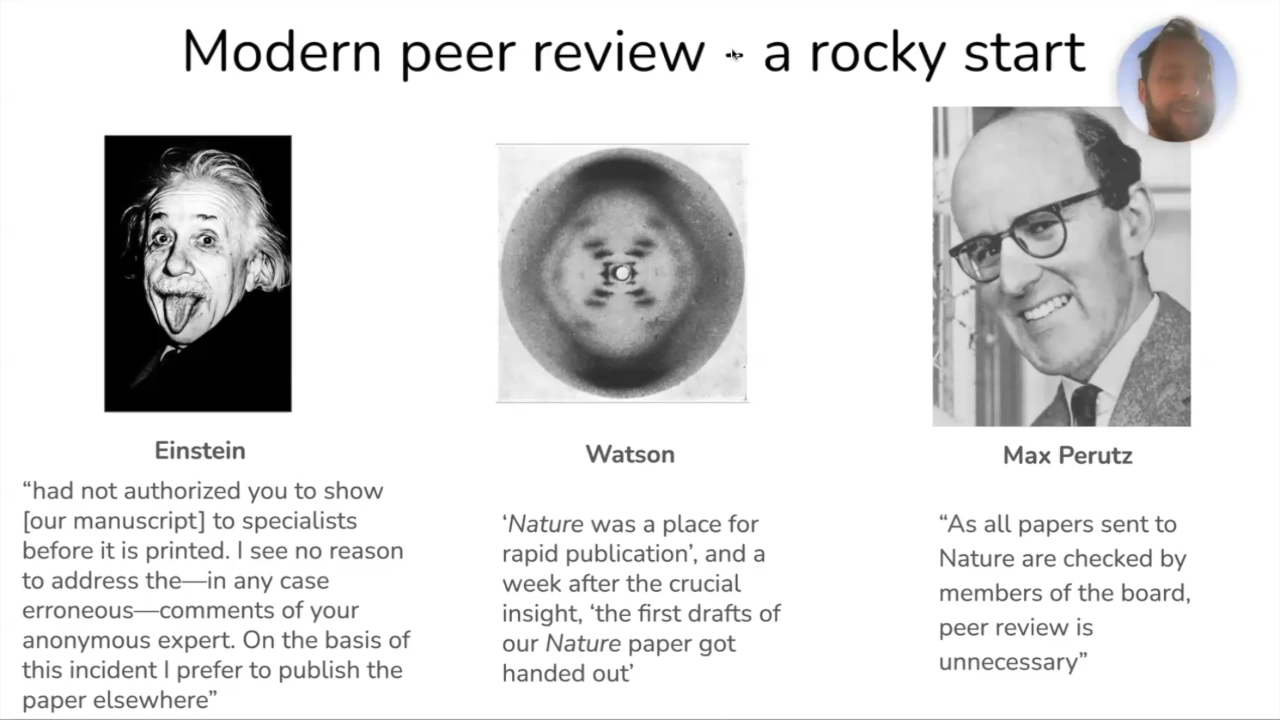 Modern peer review - a rocky start
Einstein
“had not authorized you to show
[our manuscript] to specialists
before it is printed. I see no reason
to address the—in any case
erroneous—comments of your
anonymous expert. On the basis of
this incident I prefer to publish the
paper elsewhere”
Watson
‘Nature was a place for
rapid publication’, and a
week after the crucial
insight, ‘the first drafts of
our Nature paper got
handed out’
Max Perutz
“As all papers sent to
Nature are checked by
members of the board,
peer review is
unnecessary”